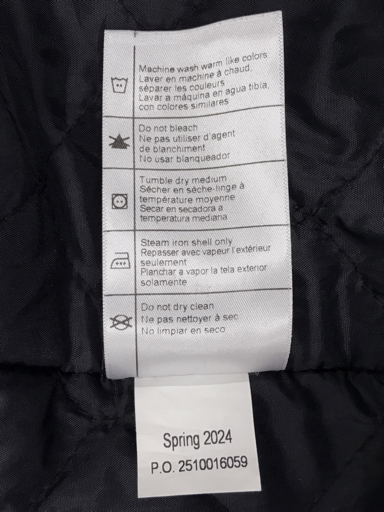 Machine wash warm like colors
Laver en machine à chaud,
séparer les couleurs
Lavar a máquina en agua tibia,
con colores similares
Do not bleach
Ne pas utiliser d'agent
de blanchiment
No usar blanqueador
Tumble dry medium
Sécher en sèche-linge à
température moyenne
Secar en secadora a
temperatura mediana
Steam iron shell only
Repasser avec vapeur l'extérieur
seulement
Planchar a vapor la tela exterior
solamente
Do not dry clean
Ne pas nettoyer à sec
No limpiar en seco
Spring 2024
P.O. 2510016059